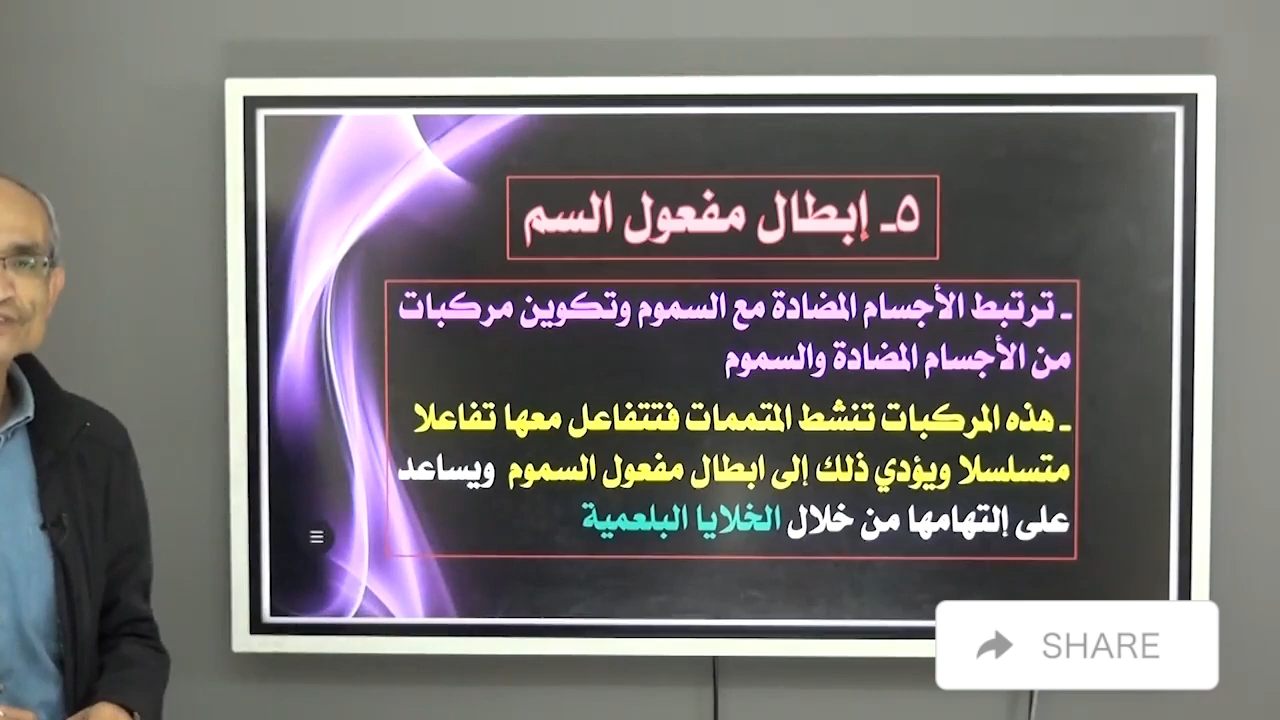 ٥ـ إبطال مفعول السم
ـ ترتبط الأجسام المضادة مع السموم وتكوين مركبات
من الأجسام المضادة والسموم
ـ هذه المركبات تنشط المتممات فتتفاعل معها تفاعلا
متسلسلا ويؤدي ذلك إلى ابطال مفعول السموم ويساعد
على إلتهامها من خلال الخلايا البلعمية
SHARE